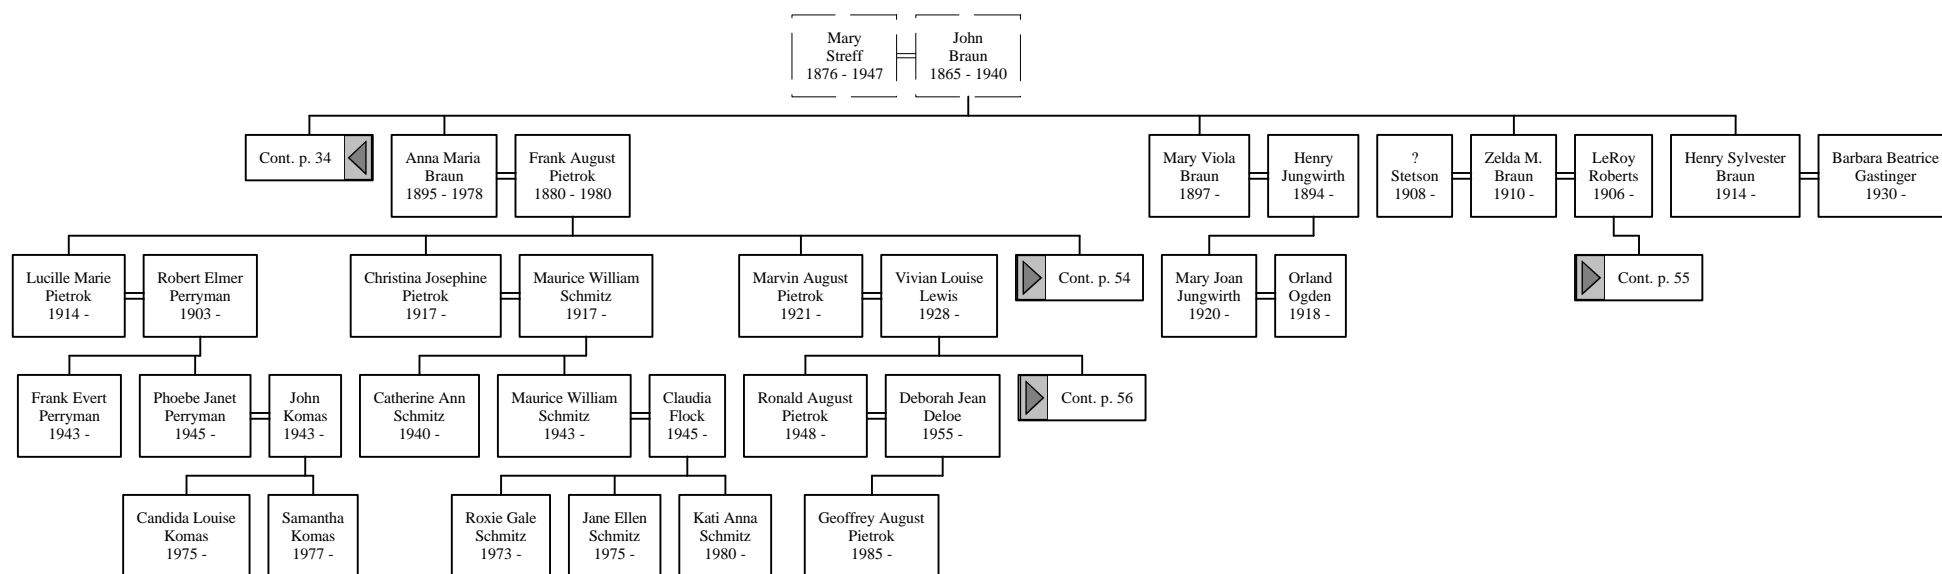 Mary
Streff
1876 - 1947
John
Braun
1865 - 1940
Cont. p. 34
Anna Maria
Braun
1895 - 1978
Frank August
Pietrok
1880 - 1980
Mary Viola
Braun
1897 -
Henry
Jungwirth
1894 -
?
Stetson
1908 -
Zelda M.
Braun
1910 -
LeRoy
Roberts
1906 -
Henry Sylvester
Braun
1914 -
Barbara Beatrice
Gastinger
1930 -
Lucille Marie
Pietrok
1914 -
Robert Elmer
Perryman
1903 -
Christina Josephine
Pietrok
1917 -
Maurice William
Schmitz
1917 -
Marvin August
Pietrok
1921 -
Vivian Louise
Lewis
1928 -
Cont. p. 54
Mary Joan
Jungwirth
1920 -
Orland
Ogden
1918 -
Cont. p. 55
Frank Evert
Perryman
1943 -
Phoebe Janet
Perryman
1945 -
John
Komas
1943 -
Catherine Ann
Schmitz
1940 -
Maurice William
Schmitz
1943 -
Claudia
Flock
1945 -
Ronald August
Pietrok
1948 -
Deborah Jean
Deloe
1955 -
Cont. p. 56
Candida Louise
Komas
1975 -
Samantha
Komas
1977 -
Roxie Gale
Schmitz
1973 -
Jane Ellen
Schmitz
1975 -
Kati Anna
Schmitz
1980 -
Geoffrey August
Pietrok
1985 -